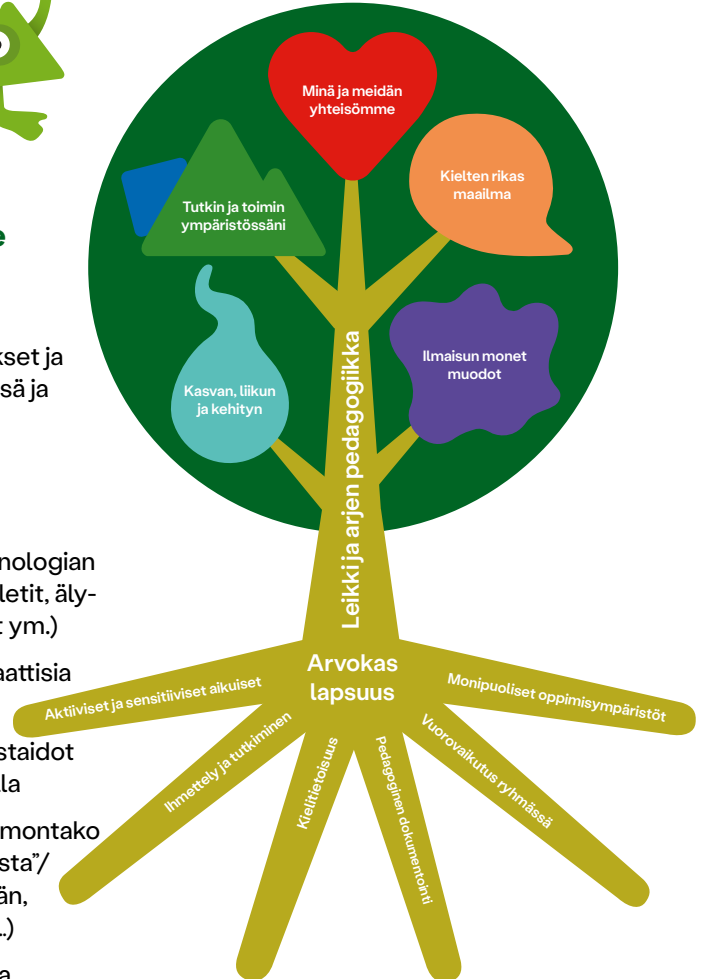 e
kset ja
sä ja
nologian
letit, äly-
t ym.)
aattisia
staidot
lla
montako
sta”/
än,
.)
a
Minä ja meidän
yhteisömme
Kielten rikas
maailma
Tutkin ja toimin
ympäristössäni
Ilmaisun monet
muodot
Kasvan, liikun
ja kehityn
Leikki ja arjen pedagogiikka
Arvokas
lapsuus
Aktiiviset ja sensitiiviset aikuiset
Ihmettely ja tutkiminen
Kielitietoisuus
Pedagoginen dokumentointi
Vuorovaikutus ryhmässä
Monipuoliset oppimisympäristöt